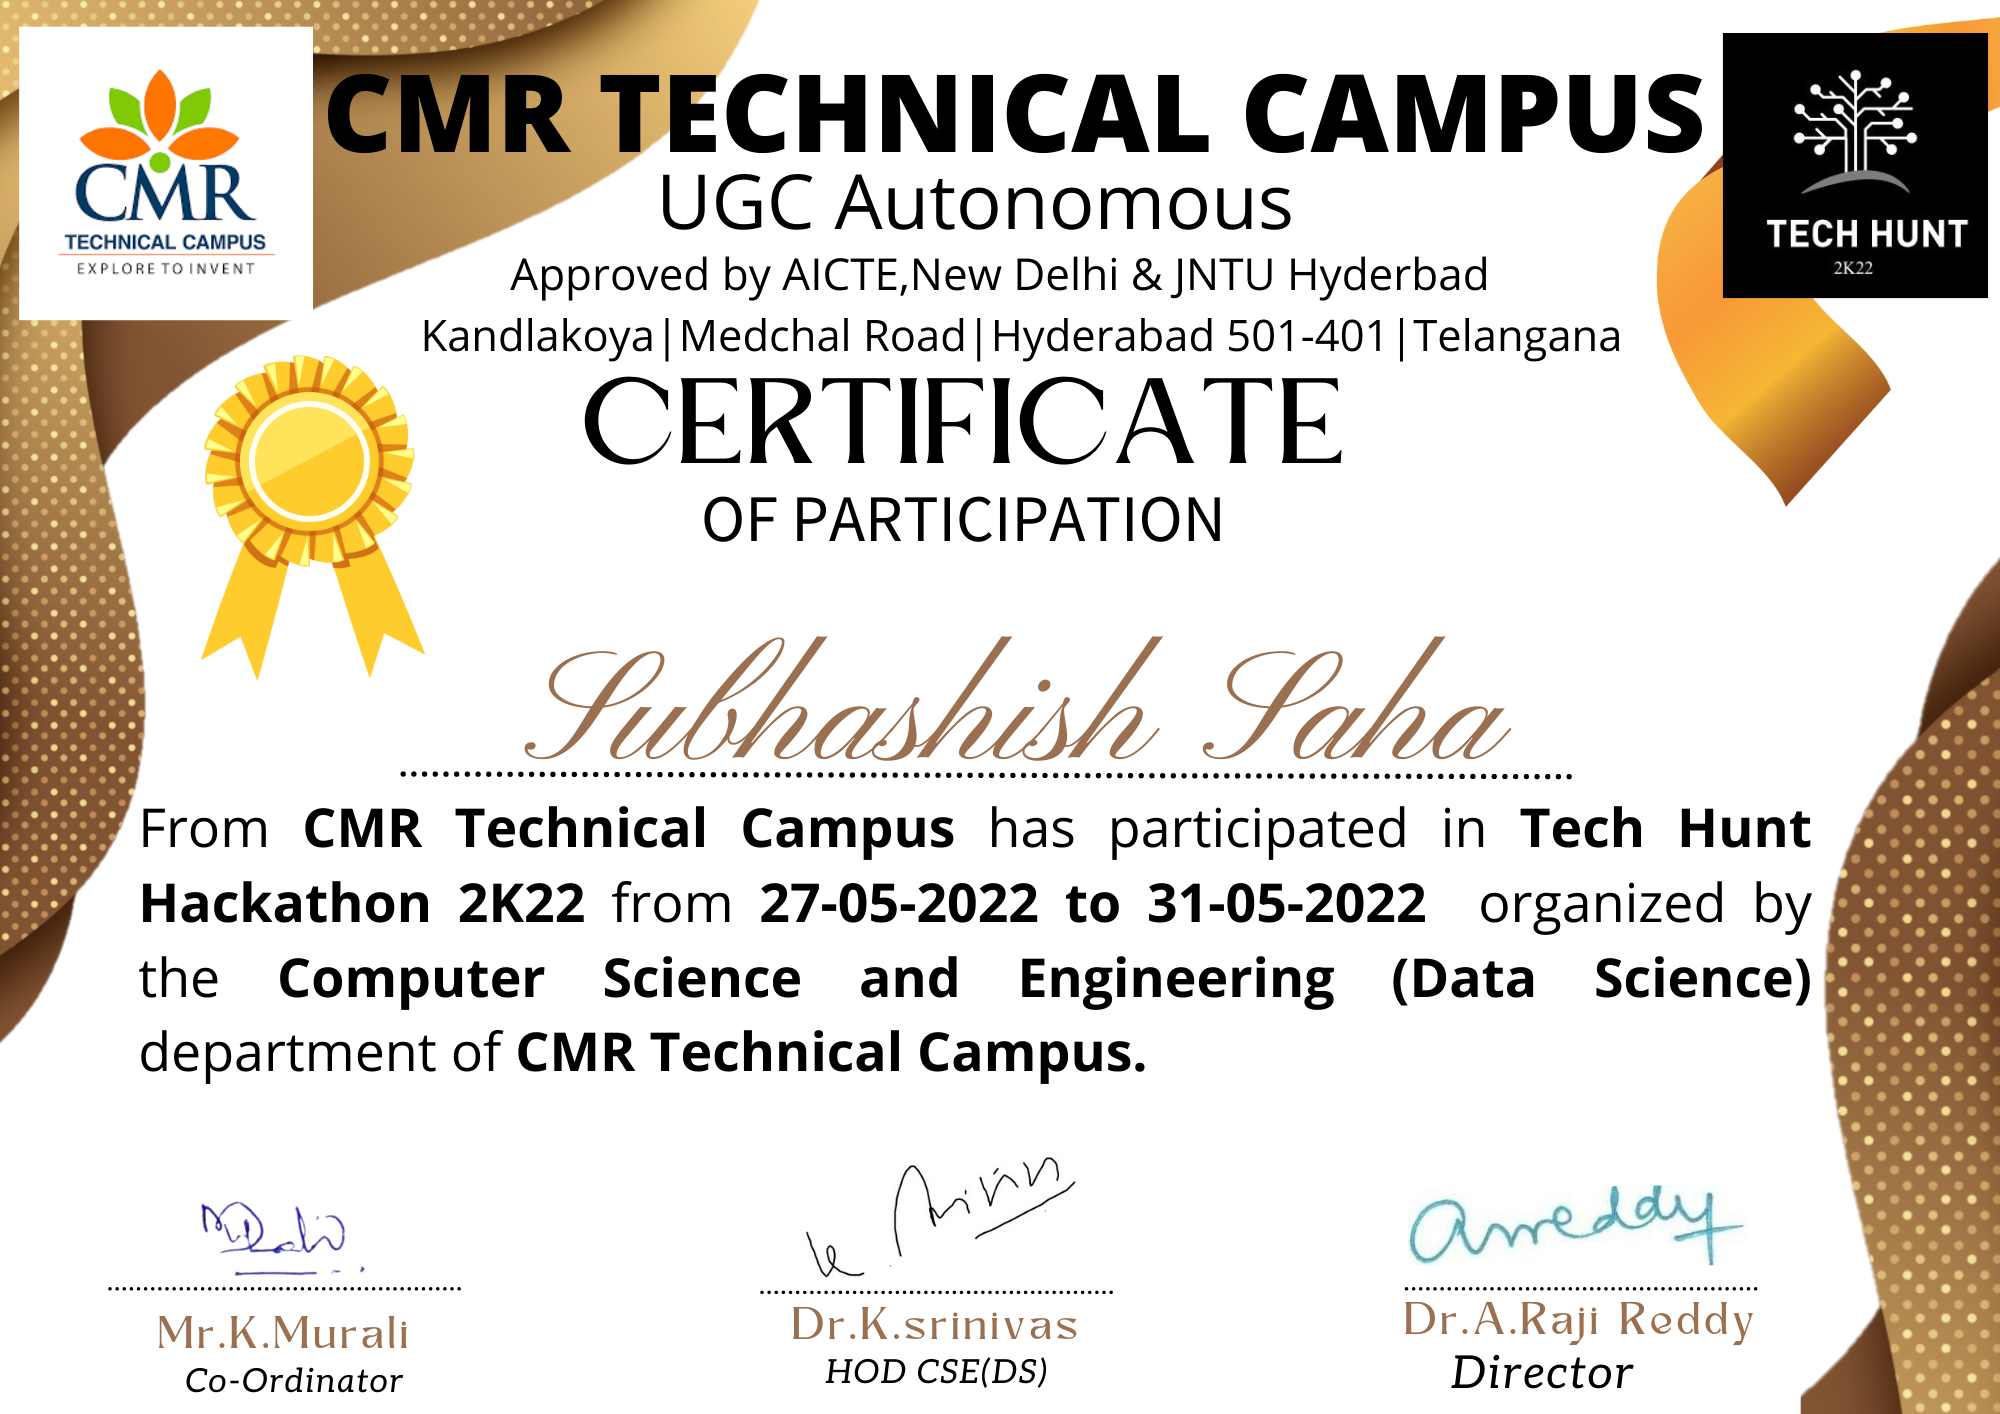 CMR
TECHNICAL CAMPUS
EXPLORE TO INVENT
CMR TECHNICAL CAMPUS
UGC Autonomous
Approved by AICTE,New Delhi & JNTU Hyderbad
Kandlakoya|Medchal Road|Hyderabad 501-401|Telangana
TECH HUNT
2K22
CERTIFICATE
OF PARTICIPATION
Subhashish Saha
From CMR Technical Campus has participated in Tech Hunt
Hackathon 2K22 from 27-05-2022 to 31-05-2022 organized by
the Computer Science and Engineering (Data Science)
department of CMR Technical Campus.
Mr.K.Murali
Co-Ordinator
Dr.K.srinivas
HOD CSE(DS)
Areddy
Dr.A.Raji Reddy
Director